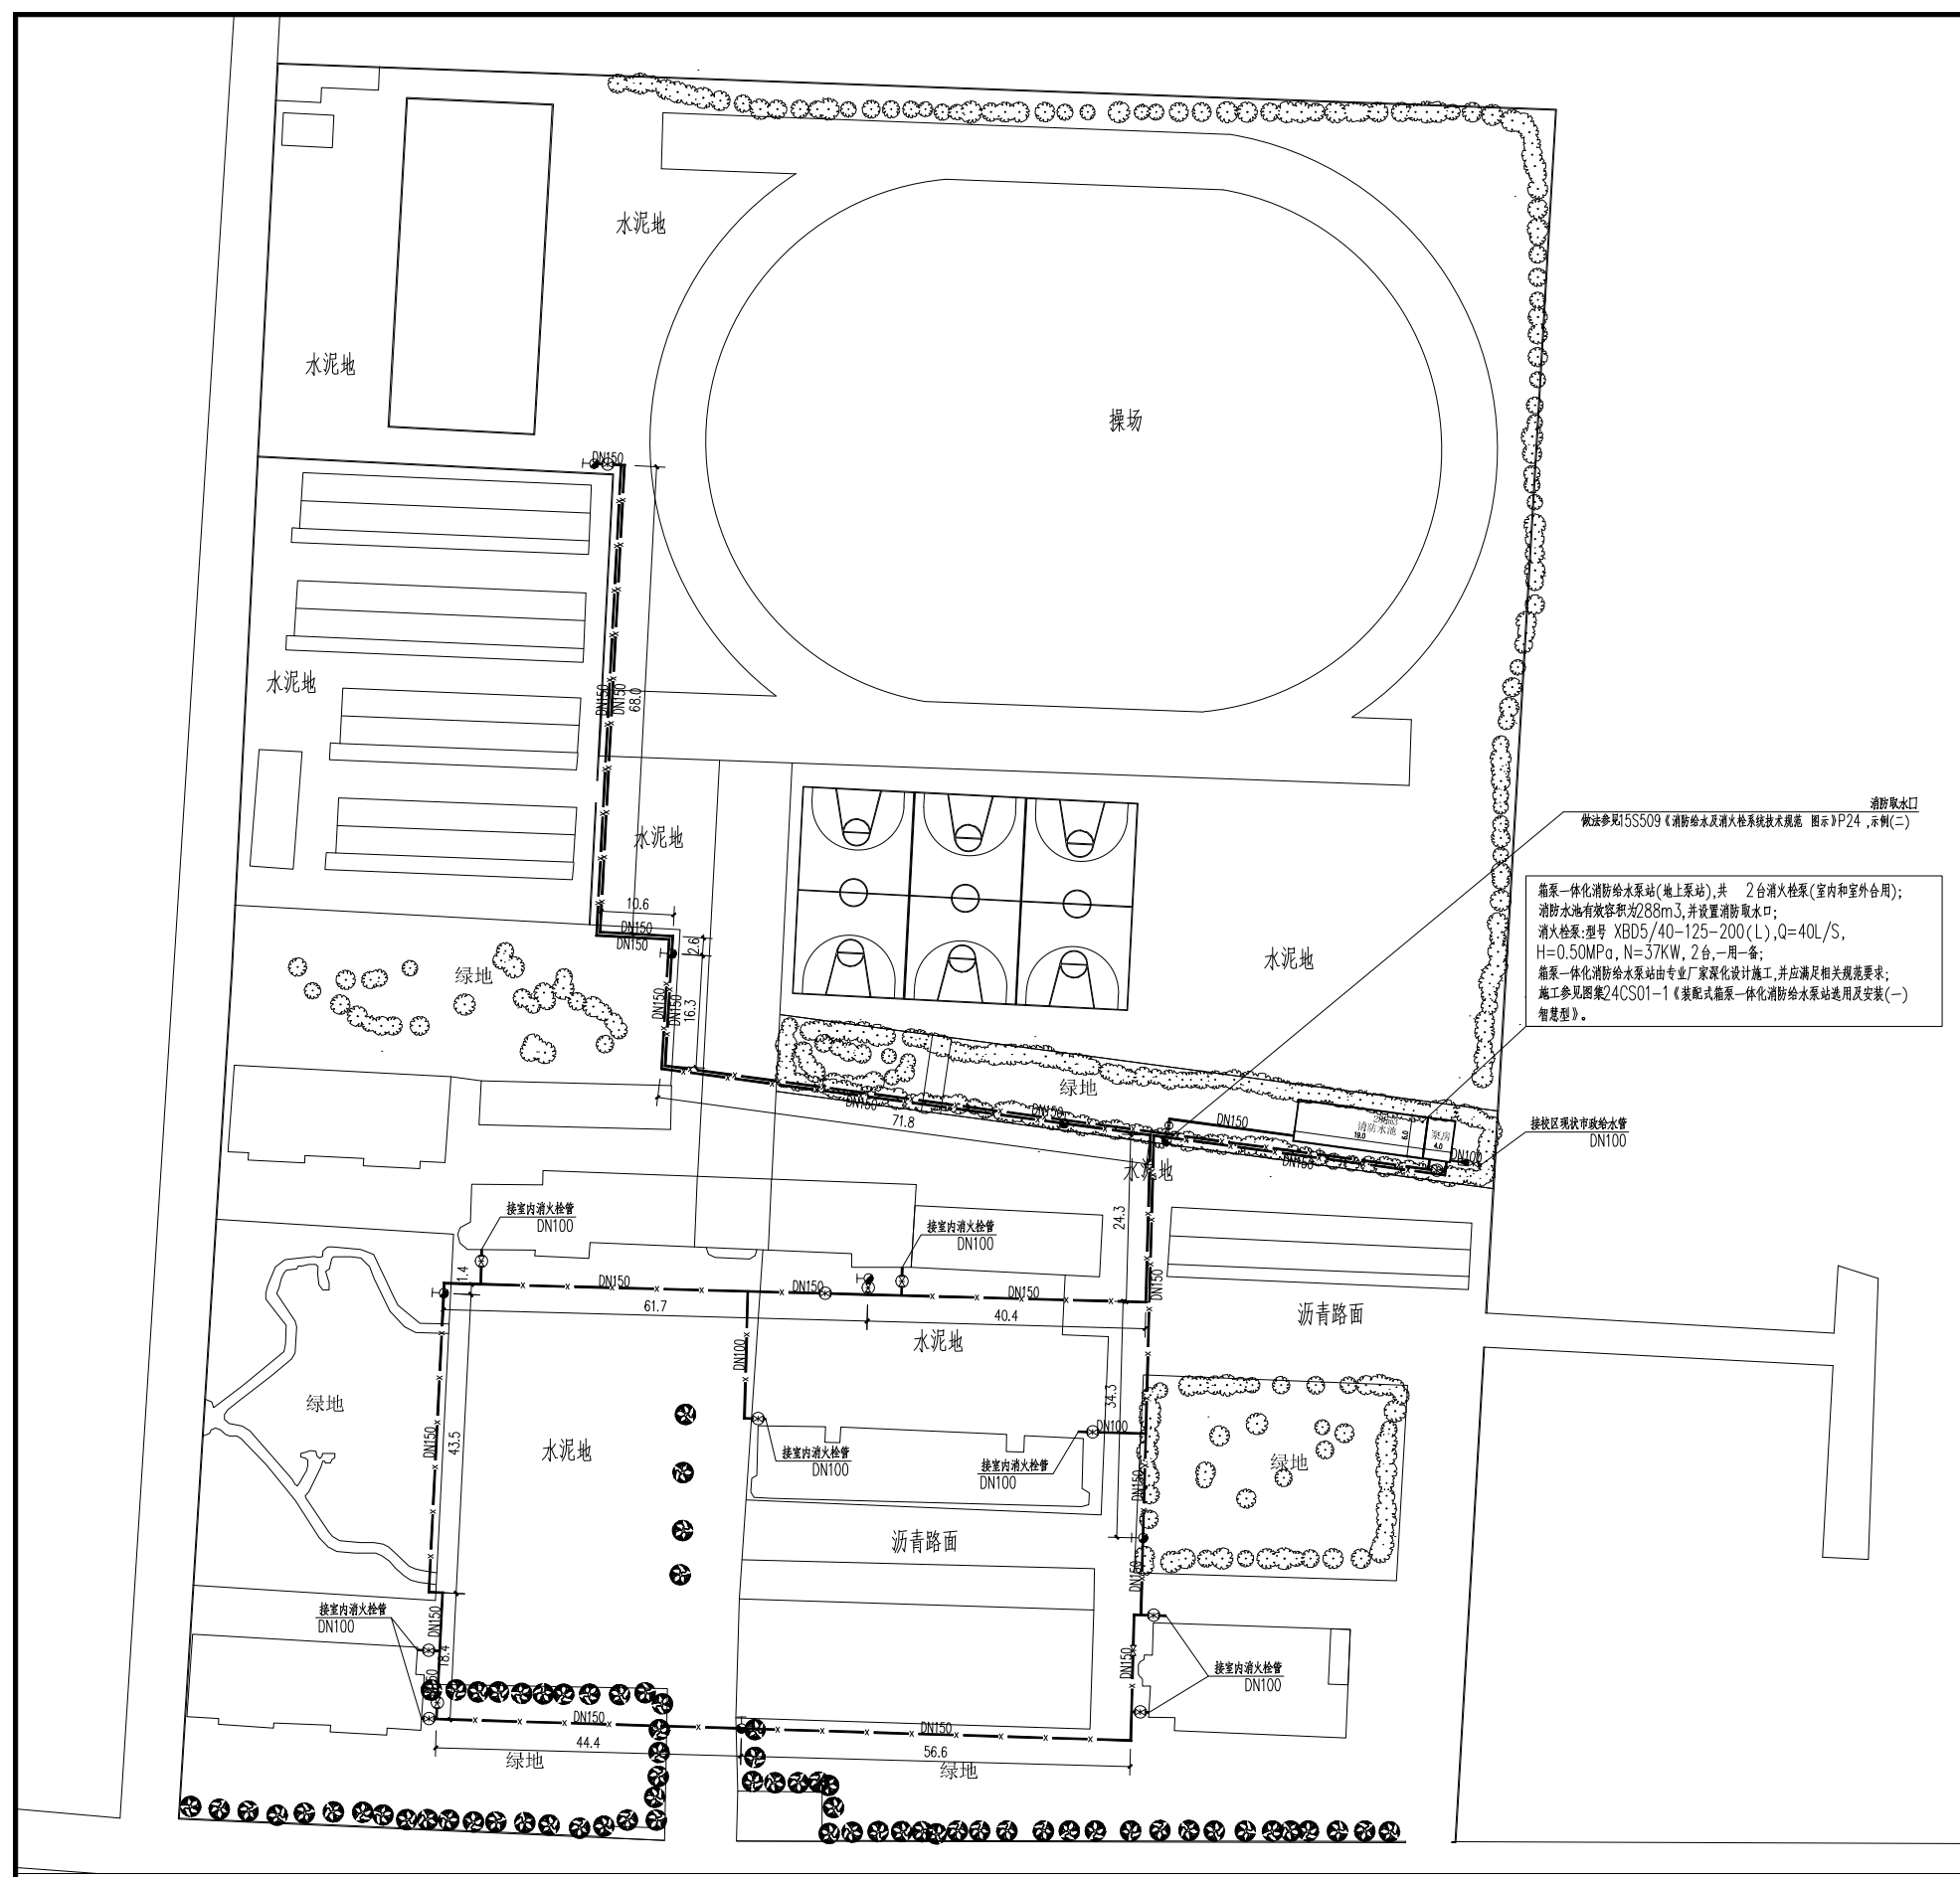 水泥地
水泥地
操场
DN150
水泥地
DN150
DN150
68.0
消防取水口
做法参见15S509《消防给水及消火栓系统技术规范 图示》P24 ,示例(二)
水泥地
箱泵一体化消防给水泵站(地上泵站),共 2台消火栓泵(室内和室外合用);
消防水池有效容积为288m3,并设置消防取水口;
消火栓泵:型号 XBD5/40-125-200(L),Q=40L/S,
H=0.50MPa, N=37KW, 2台,一用一备;
箱泵一体化消防给水泵站由专业厂家深化设计施工,并应满足相关规范要求;
施工参见图集24CS01-1《装配式箱泵一体化消防给水泵站选用及安装(一)
智慧型》。
10.6
DN150
DN150
2.6
水泥地
绿地
DN150
DN150
16.3
绿地
DN150
DN150
71.8
DN150
288m3
消防水池
19.0
6.0
泵房
4.0
接校区现状市政给水管
DN100
DN100
DN150
水泥地
接室内消火栓管
DN100
接室内消火栓管
DN100
24.3
1.4
DN150
DN150
DN150
DN150
61.7
40.4
沥青路面
水泥地
DN100
34.3
绿地
DN150
43.5
水泥地
DN100
接室内消火栓管
DN100
接室内消火栓管
DN100
绿地
DN150
沥青路面
DN150
接室内消火栓管
DN100
DN150
18.4
DN150
DN150
接室内消火栓管
DN100
DN150
DN150
44.4
56.6
绿地
绿地